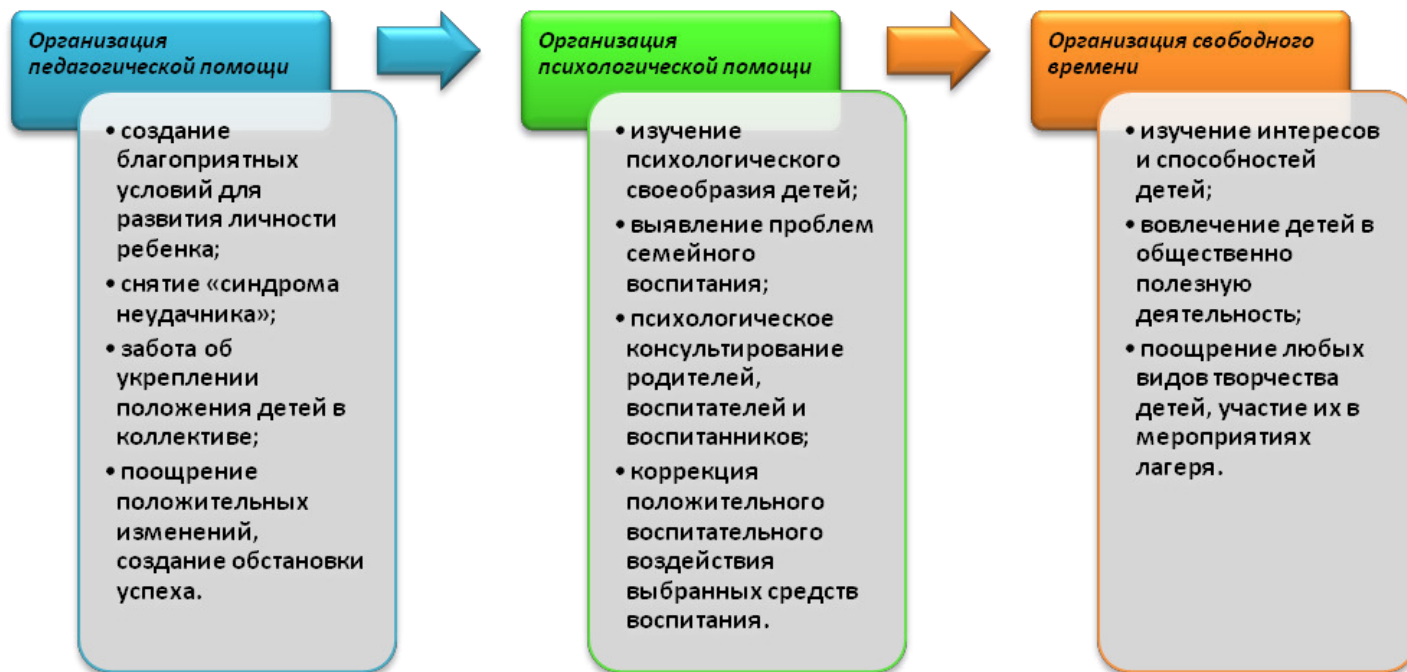 Организация
педагогической помощи
• создание
благоприятных
условий для
развития личности
ребенка;
• снятие «синдрома
неудачника»;
• забота об
укреплении
положения детей в
коллективе;
• поощрение
положительных
изменений,
создание обстановки
успеха.
Организация
психологической помощи
• изучение
психологического
своеобразия детей;
• выявление проблем
семейного
воспитания;
• психологическое
консультирование
родителей,
воспитателей и
воспитанников;
• коррекция
положительного
воспитательного
воздействия
выбранных средств
воспитания.
Организация свободного
времени
• изучение интересов
и способностей
детей;
• вовлечение детей в
общественно
полезную
деятельность;
• поощрение любых
видов творчества
детей, участие их в
мероприятиях
лагеря.